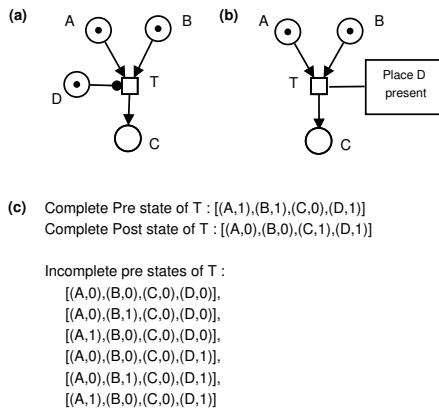 (a)
A
B
D
T
C
(b)
A
B
T
Place D
present
C
(c) Complete Pre state of T : [(A,1),(B,1),(C,0),(D,1)]
Complete Post state of T : [(A,0),(B,0),(C,1),(D,1)]
Incomplete pre states of T :
[(A,0),(B,0),(C,0),(D,0)],
[(A,0),(B,1),(C,0),(D,0)],
[(A,1),(B,0),(C,0),(D,0)],
[(A,0),(B,0),(C,0),(D,1)],
[(A,0),(B,1),(C,0),(D,1)],
[(A,1),(B,0),(C,0),(D,1)]